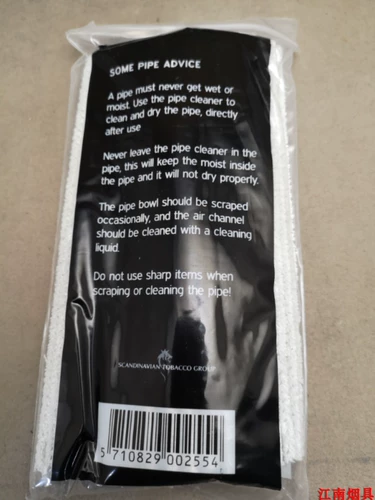 SOME PIPE ADVICE
A pipe must never get wet or
moist. Use the pipe cleaner to
clean and dry the pipe, directly
after use
Never leave the pipe cleaner in the
pipe, this will keep the moist inside
the pipe and it will not dry properly.
The pipe bowl should be scraped
occasionally, and the air channel
should be cleaned with a cleaning
liquid.
Do not use sharp items when
scraping or cleaning the pipe!
SCANDINAVIAN TOBACCO GROUP
5 710829 002554
江南烟具